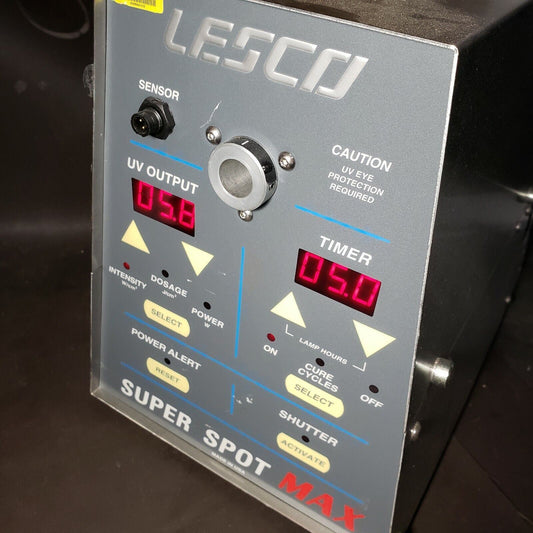 LESCO
SENSOR
CAUTION
UV EYE
PROTECTION
REQUIRED
UV OUTPUT
05.6
TIMER
05.0
INTENSITY
W/cm²
DOSAGE
J/cm²
POWER
W
SELECT
LAMP HOURS
ON
CURE
CYCLES
OFF
SELECT
POWER ALERT
RESET
SHUTTER
ACTIVATE
SUPER SPOT MAX
MADE IN USA